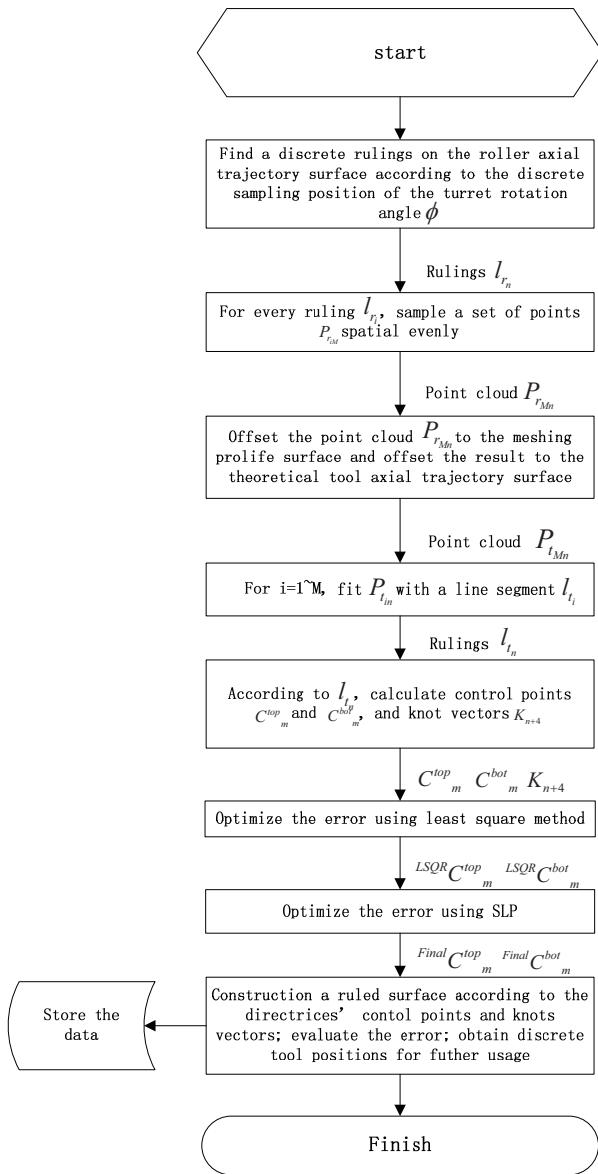 start
Find a discrete rulings on the roller axial
trajectory surface according to the discrete
sampling position of the turret rotation
angle ϕ
Rulings l_{r_n}
For every ruling l_{r_i}, sample a set of points
P_{r_{iM}} spatial evenly
Point cloud P_{r_{Mn}}
Offset the point cloud P_{r_{Mn}} to the meshing
prolife surface and offset the result to the
theoretical tool axial trajectory surface
Point cloud P_{t_{Mn}}
For i=1~M, fit P_{t_{in}} with a line segment l_{t_i}
Rulings l_{t_n}
According to l_{t_n}, calculate control points
C^{top}_m and C^{bot}_m, and knot vectors K_{n+4}
C^{top}_m C^{bot}_m K_{n+4}
Optimize the error using least square method
^{LSQR}C^{top}_m ^{LSQR}C^{bot}_m
Optimize the error using SLP
^{Final}C^{top}_m ^{Final}C^{bot}_m
Construction a ruled surface according to the
directrices' contol points and knots
vectors; evaluate the error; obtain discrete
tool positions for futher usage
Store the
data
Finish